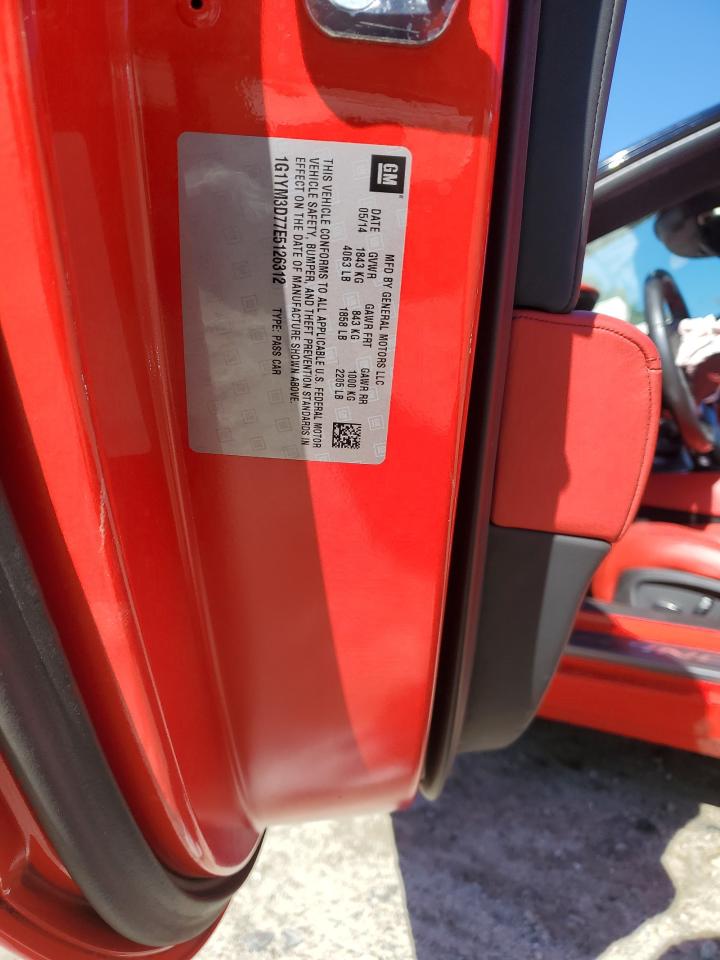 GM
MFD BY GENERAL MOTORS LLC
DATE GVWR GAWR FRT GAWR RR
05/14 1843 KG 843 KG 1000 KG
4063 LB 1858 LB 2205 LB
THIS VEHICLE CONFORMS TO ALL APPLICABLE U.S. FEDERAL MOTOR
VEHICLE SAFETY, BUMPER, AND THEFT PREVENTION STANDARDS IN
EFFECT ON THE DATE OF MANUFACTURE SHOWN ABOVE.
1G1YM3D77E5126312 TYPE: PASS CAR